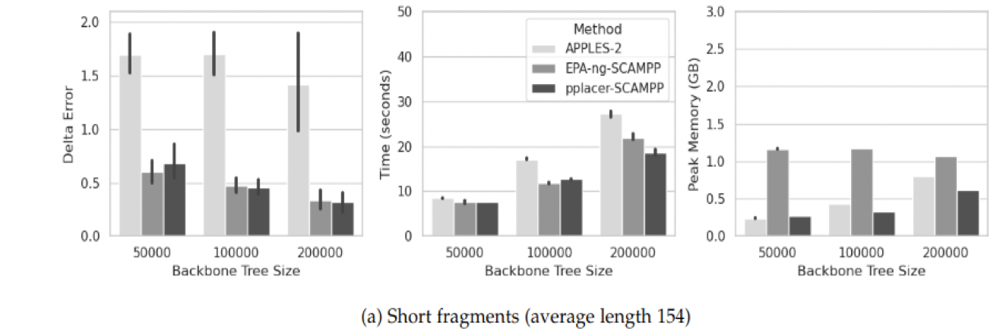 Delta Error
2.0
1.5
1.0
0.5
0.0
50000 100000 200000
Backbone Tree Size
Time (seconds)
50
40
30
20
10
0
Method
APPLES-2
EPA-ng-SCAMPP
pplacer-SCAMPP
50000 100000 200000
Backbone Tree Size
Peak Memory (GB)
3.0
2.5
2.0
1.5
1.0
0.5
0.0
50000 100000 200000
Backbone Tree Size
(a) Short fragments (average length 154)